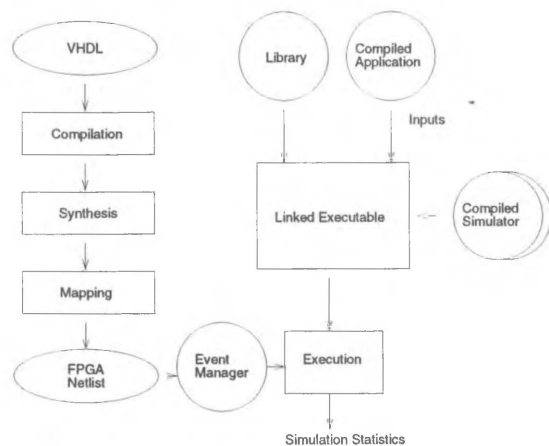 VHDL
Compilation
Synthesis
Mapping
FPGA
Netlist
Event
Manager
Library
Compiled
Application
Inputs
Linked Executable
Compiled
Simulator
Execution
Simulation Statistics